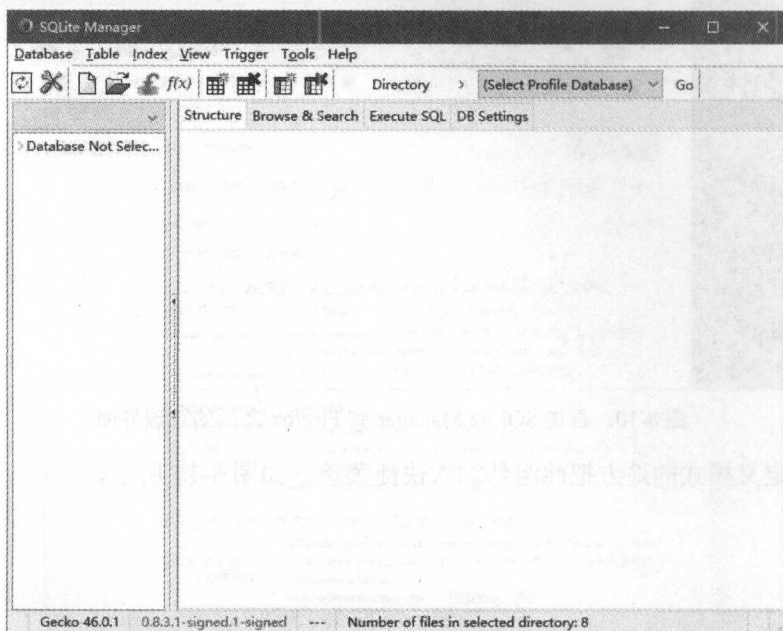 SQLite Manager
Database Table Index View Trigger Tools Help
f(x) Directory > (Select Profile Database) Go
Structure Browse & Search Execute SQL DB Settings
Database Not Selec...
Gecko 46.0.1 0.8.3.1-signed.1-signed --- Number of files in selected directory: 8